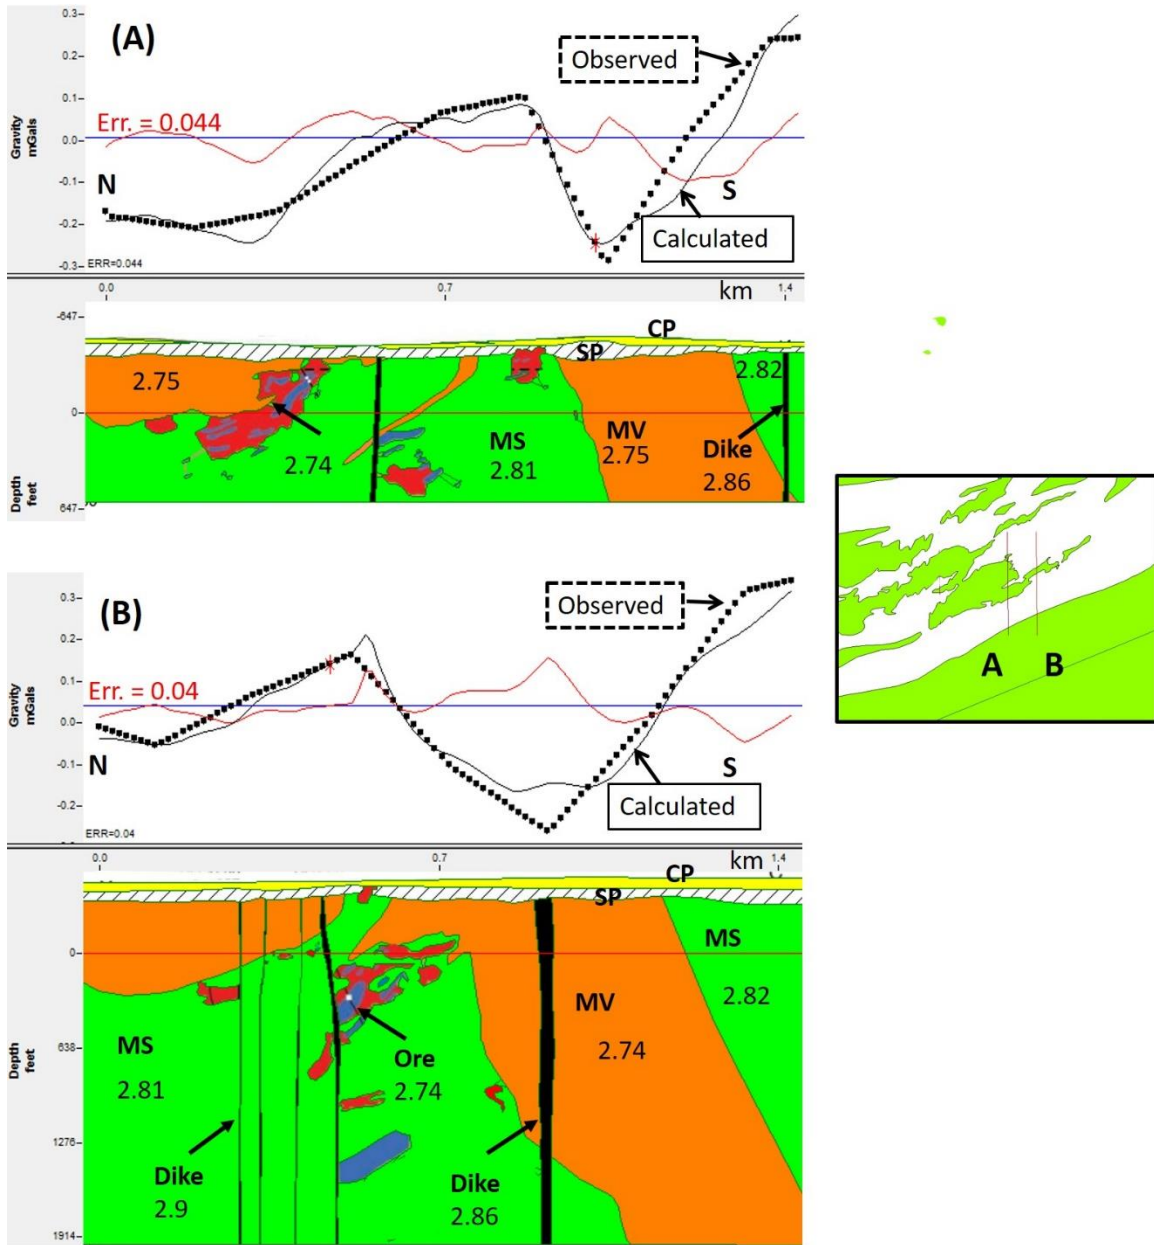 (A)
0.3
0.1
0.0
-0.1
-0.2
-0.3
Gravity
mGals
Observed
Err. = 0.044
N
S
Calculated
ERR=0.044
0.0
0.7
km
1.4
-647
0
647
Depth
feet
CP
SP
2.75
2.82
MS
2.81
MV
2.75
Dike
2.86
2.74
(B)
0.3
0.2
0.1
0.0
-0.1
-0.2
Gravity
mGals
Observed
Err. = 0.04
N
S
Calculated
ERR=0.04
0.0
0.7
km
1.4
CP
SP
0
638
1276
1914
Depth
feet
MS
2.82
MV
2.74
MS
2.81
Ore
2.74
Dike
2.9
Dike
2.86
A B